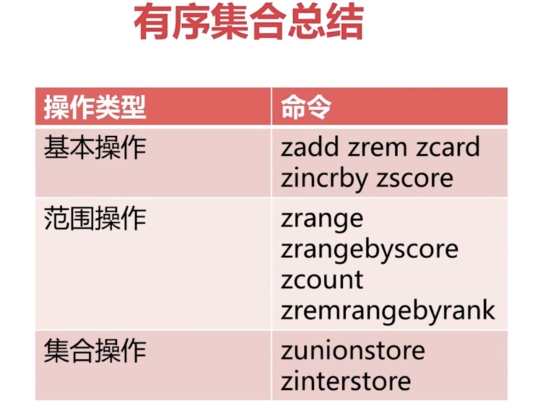 有序集合总结
操作类型 命令
基本操作 zadd zrem zcard
zincrby zscore
范围操作 zrange
zrangebyscore
zcount
zremrangebyrank
集合操作 zunionstore
zinterstore